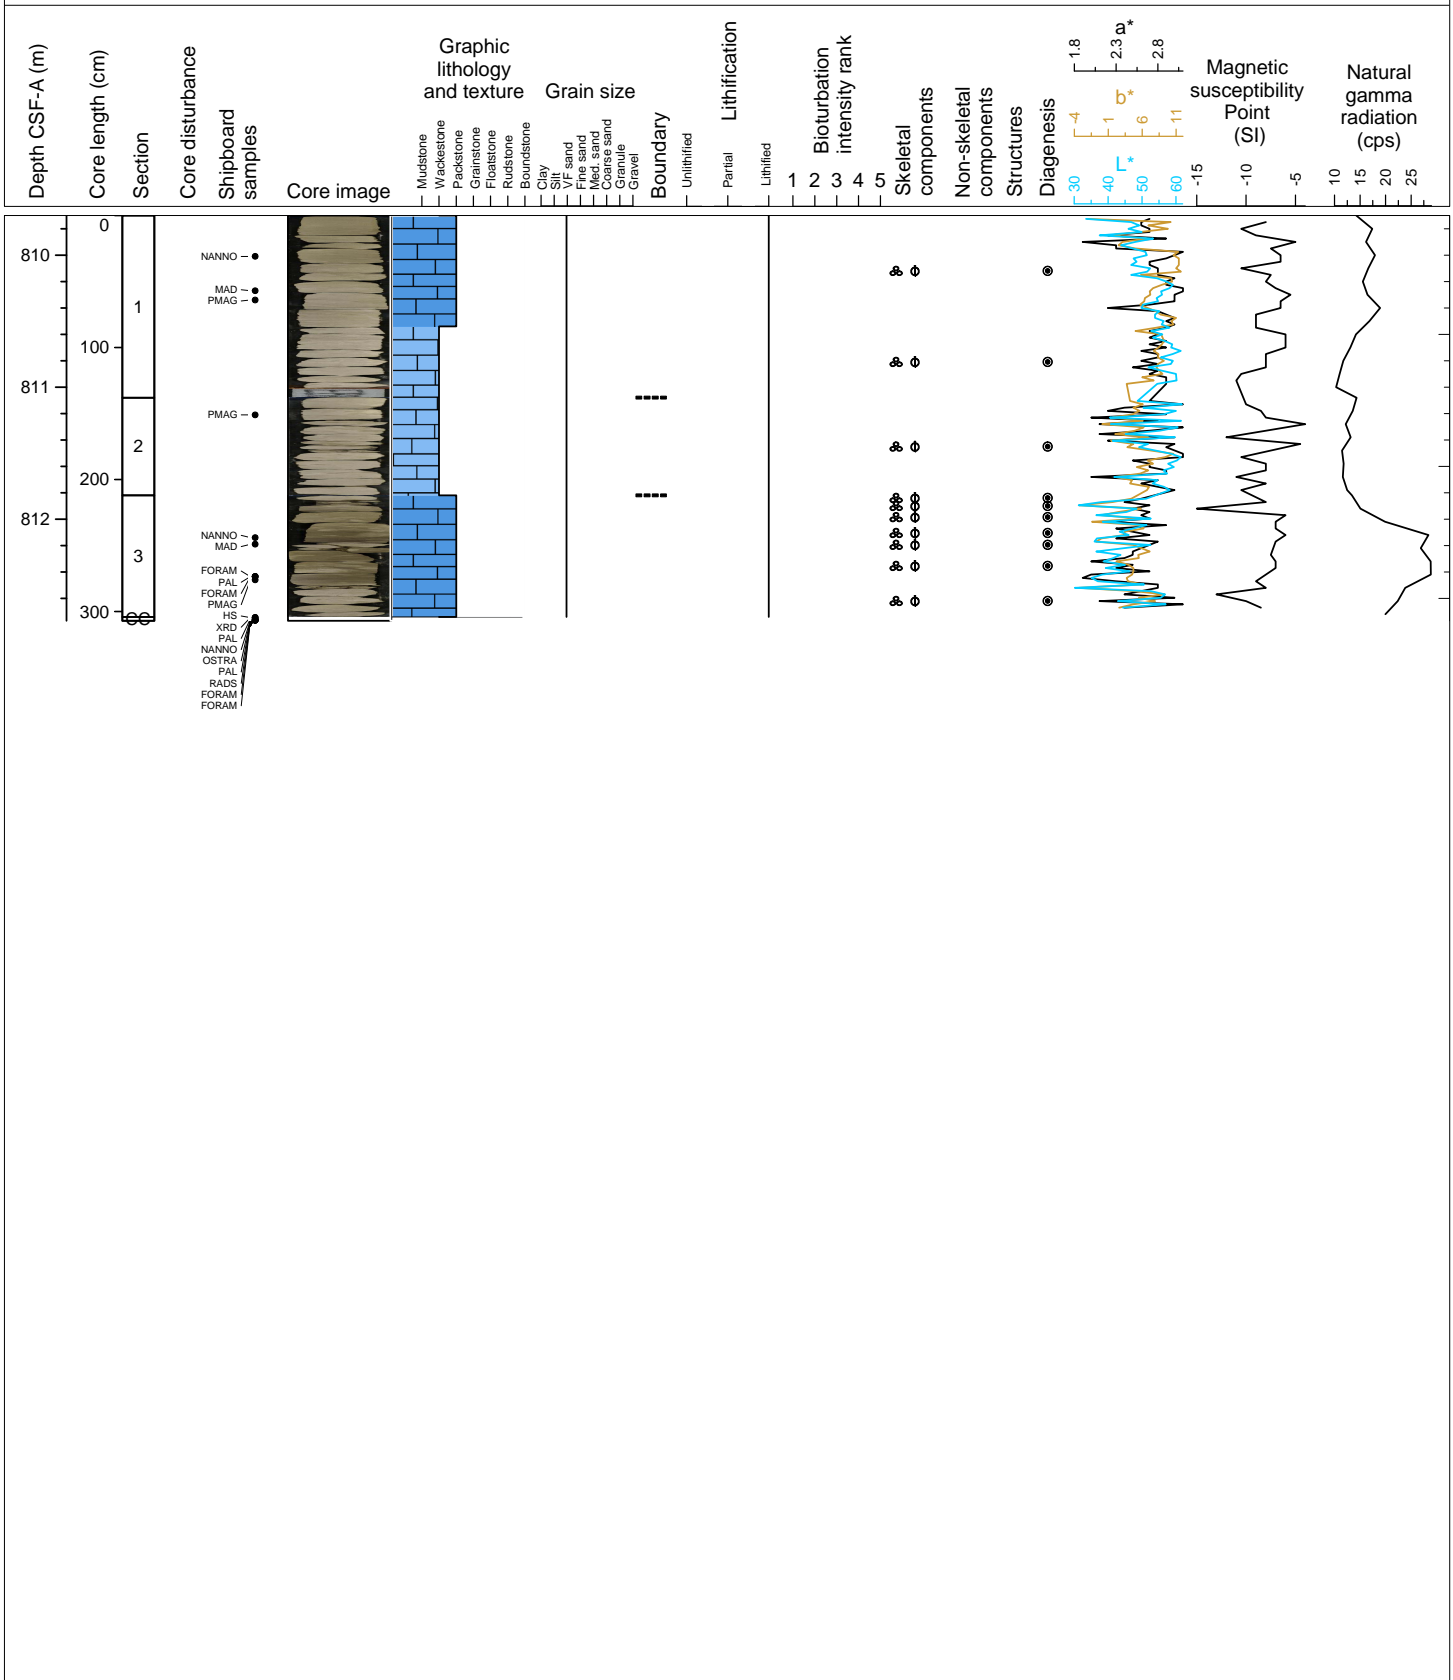 Depth CSF-A (m)
Core length (cm)
Section
Core disturbance
Shipboard
samples
Core image
Graphic
lithology
and texture
Mudstone
Wackestone
Packstone
Grainstone
Floatstone
Rudstone
Boundstone
Grain size
Clay
Silt
VF sand
Fine sand
Med. sand
Coarse sand
Granule
Gravel
Boundary
Lithification
Unlithified
Partial
Lithified
Bioturbation
intensity rank
1 2 3 4 5
Skeletal
components
Non-skeletal
components
Structures
Diagenesis
a*
1.8 2.3 2.8
b*
-4 1 6 11
L*
30 40 50 60
Magnetic
susceptibility
Point
(SI)
-15 -10 -5
Natural
gamma
radiation
(cps)
10 15 20 25
810
811
812
0
100
200
300
1
2
3
CC
NANNO
MAD
PMAG
PMAG
NANNO
MAD
FORAM
PAL
FORAM
PMAG
HS
XRD
PAL
NANNO
OSTRA
PAL
RADS
FORAM
FORAM